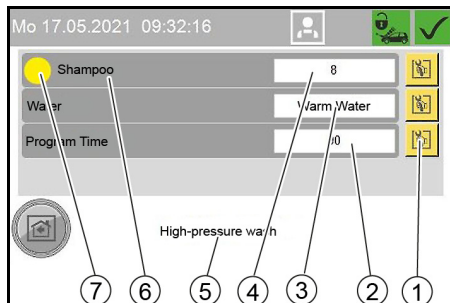 Mo 17.05.2021 09:32:16
Shampoo 8
Water Warm Water
Program Time
High-pressure wash
7 6 5 4 3 2 1